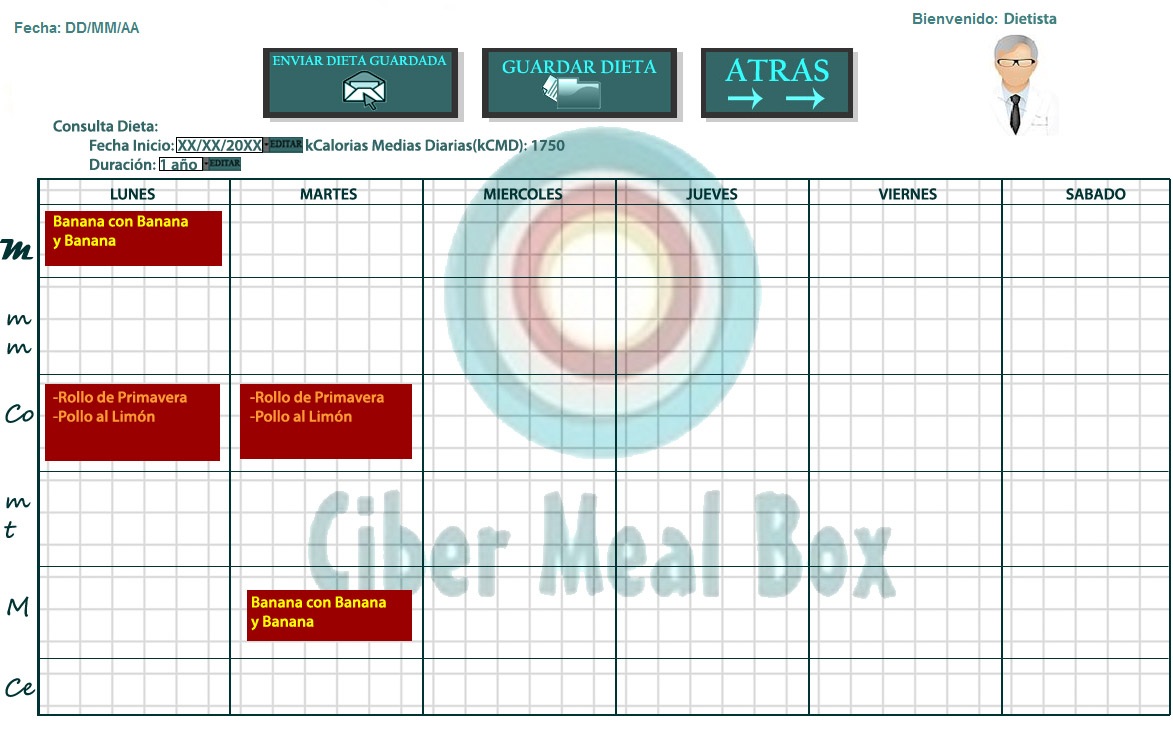 Fecha: DD/MM/AA
Bienvenido: Dietista
ENVIAR DIETA GUARDADA
GUARDAR DIETA
ATRAS
Consulta Dieta:
Fecha Inicio: XX/XX/20XX EDITAR kCalorias Medias Diarias(kCMD): 1750
Duración: 1 año EDITAR
LUNES MARTES MIERCOLES JUEVES VIERNES SABADO
M
Banana con Banana
y Banana
m
m
Co
-Rollo de Primavera
-Pollo al Limón
-Rollo de Primavera
-Pollo al Limón
m
t
Ciber Meal Box
M
Banana con Banana
y Banana
Ce